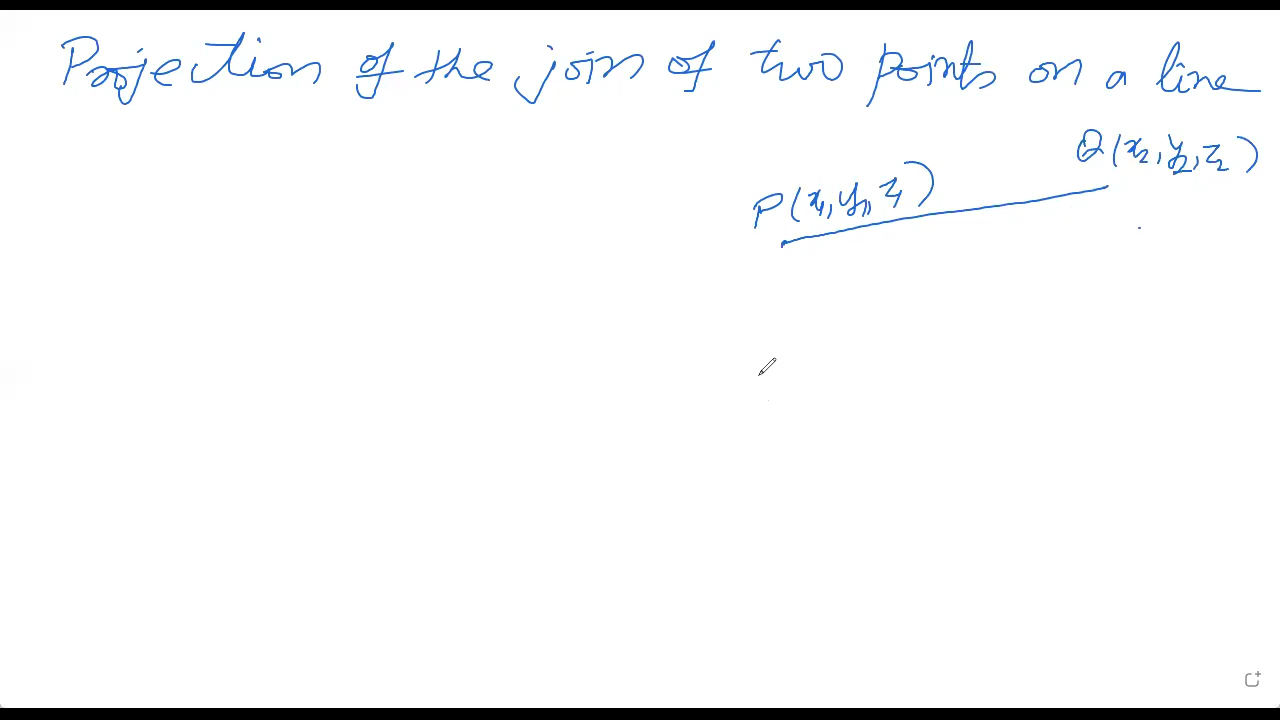 Projection of the join of two points on a line
Q(x2, y2, z2)
P(x1, y1, z1)